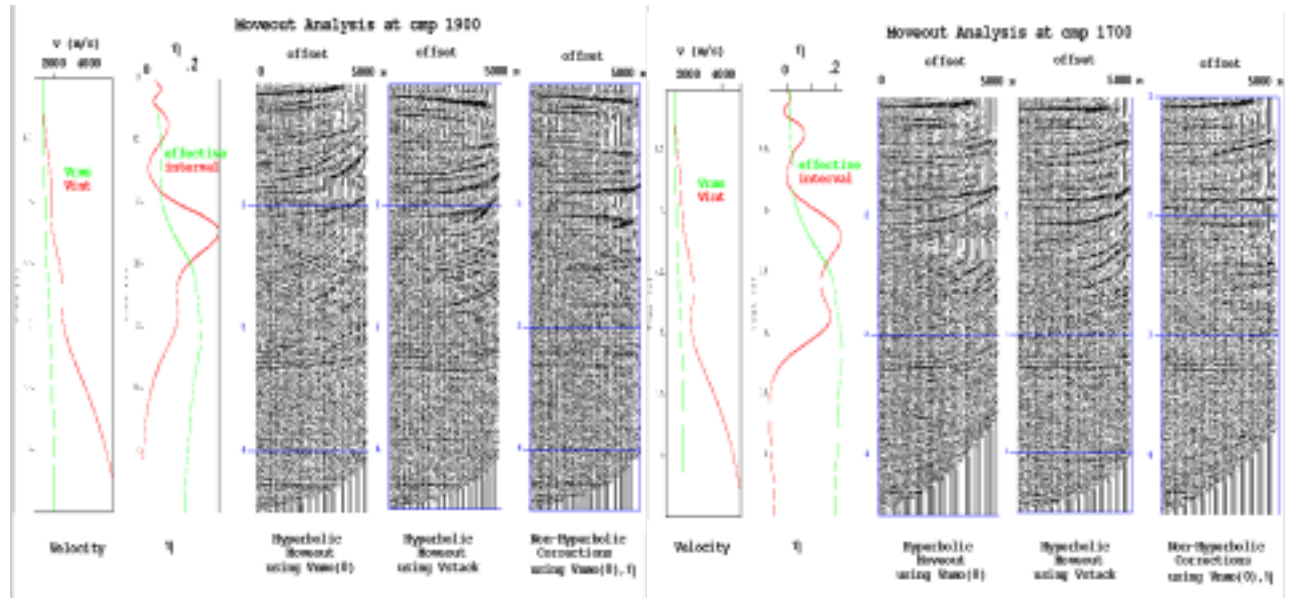 Moveout Analysis at cmp 1900
v (m/s)
2000 4000
η
0 .2
offset
0 5000 m
offset
5000 m
offset
5000 m
Vrms
Vint
effective
interval
Velocity
η
Hyperbolic
Moveout
using Vnmo(0)
Hyperbolic
Moveout
using Vstack
Non-Hyperbolic
Corrections
using Vnmo(0),η
Moveout Analysis at cmp 1700
v (m/s)
2000 4000
η
0 .2
offset
0 5000 m
offset
5000 m
offset
5000 m
Vrms
Vint
effective
interval
Velocity
η
Hyperbolic
Moveout
using Vnmo(0)
Hyperbolic
Moveout
using Vstack
Non-Hyperbolic
Corrections
using Vnmo(0),η